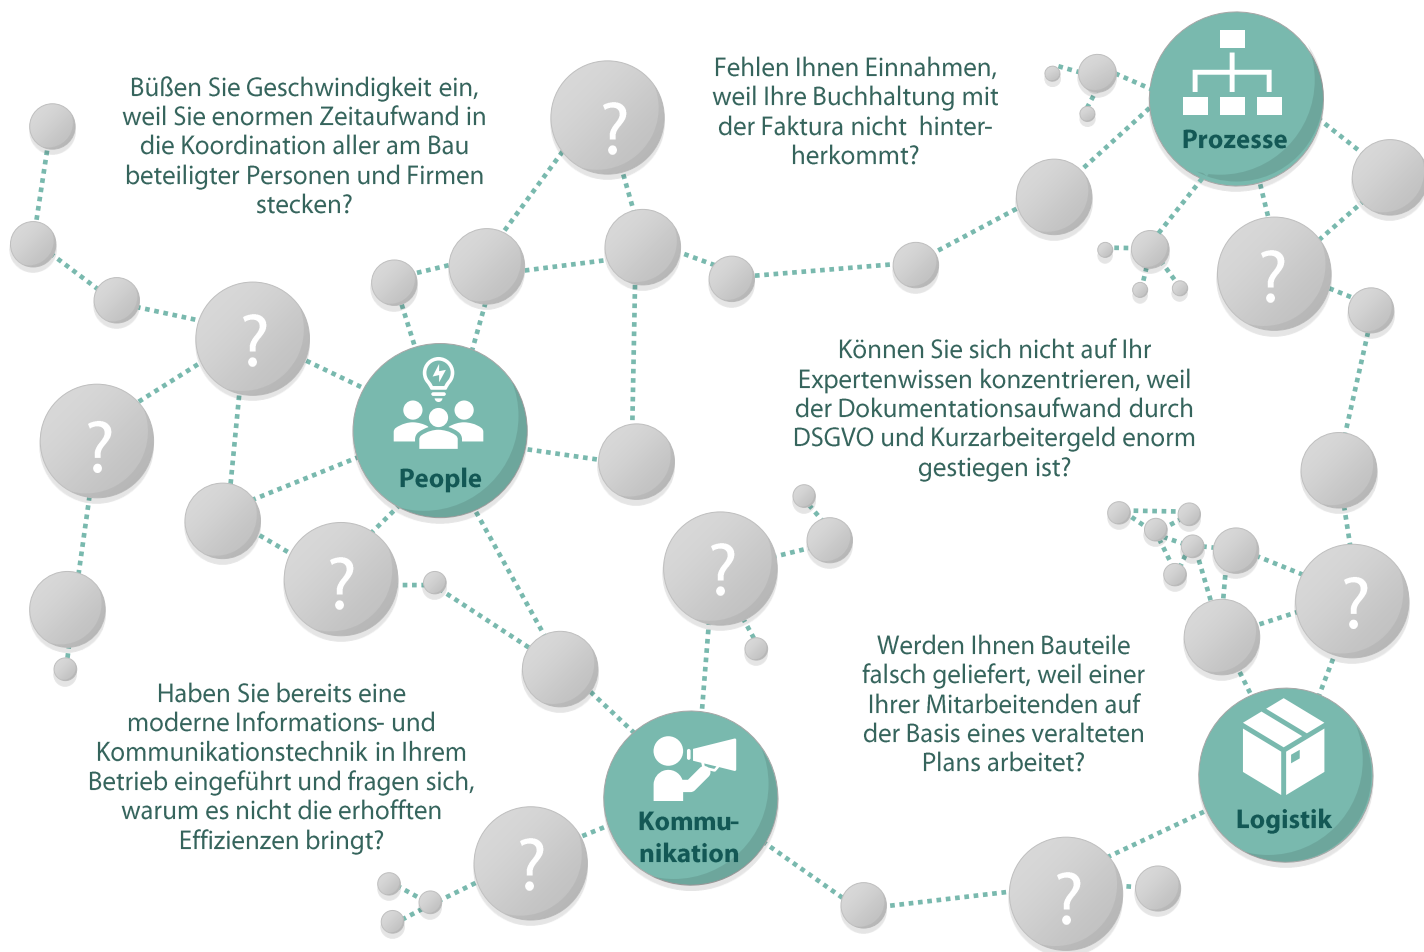 Büßen Sie Geschwindigkeit ein,
weil Sie enormen Zeitaufwand in
die Koordination aller am Bau
beteiligter Personen und Firmen
stecken?
?
Fehlen Ihnen Einnahmen,
weil Ihre Buchhaltung mit
der Faktura nicht hinter-
herkommt?
Prozesse
?
?
?
People
?
Können Sie sich nicht auf Ihr
Expertenwissen konzentrieren, weil
der Dokumentationsaufwand durch
DSGVO und Kurzarbeitergeld enorm
gestiegen ist?
?
?
Haben Sie bereits eine
moderne Informations- und
Kommunikationstechnik in Ihrem
Betrieb eingeführt und fragen sich,
warum es nicht die erhofften
Effizienzen bringt?
Werden Ihnen Bauteile
falsch geliefert, weil einer
Ihrer Mitarbeitenden auf
der Basis eines veralteten
Plans arbeitet?
Kommu-
nikation
Logistik
?
?